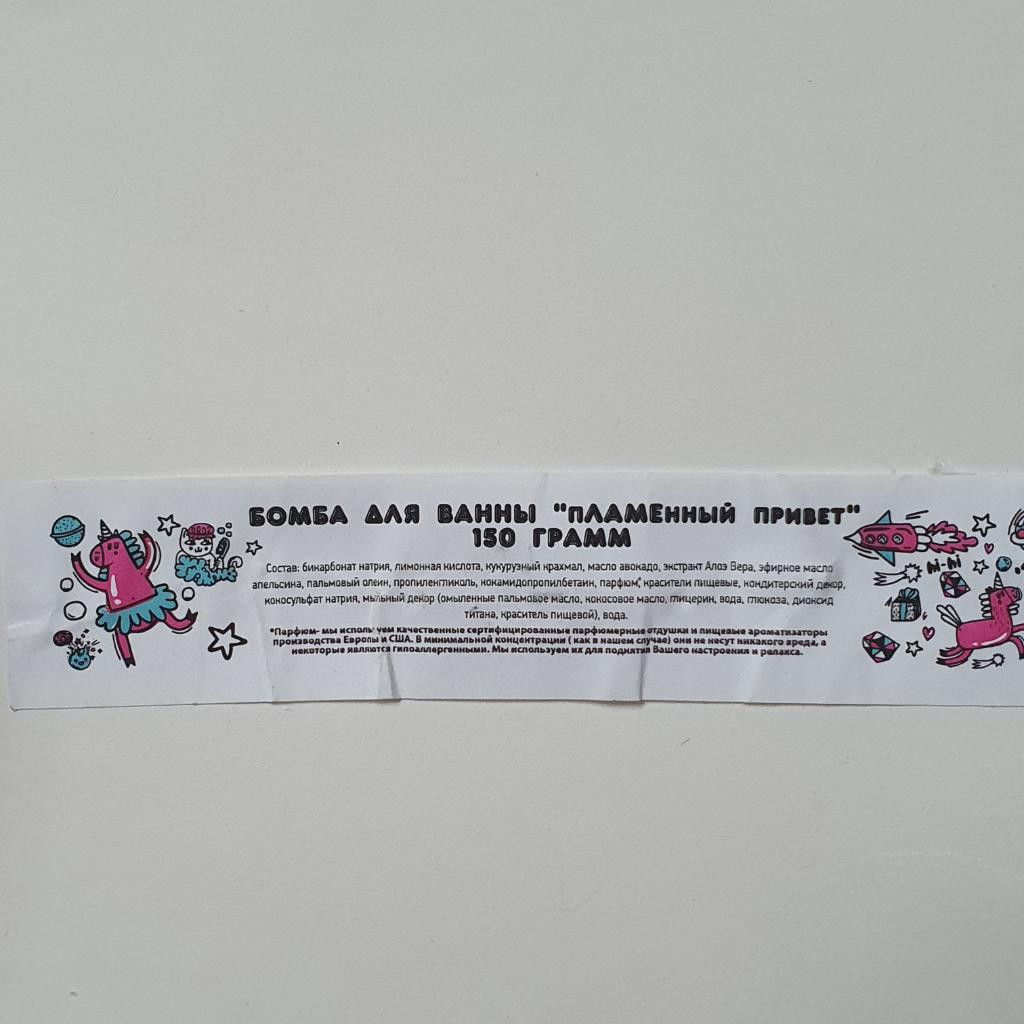 БОМБА ДЛЯ ВАННЫ "ПЛАМЕННЫЙ ПРИВЕТ"
150 ГРАММ
Состав: бикарбонат натрия, лимонная кислота, кукурузный крахмал, масло авокадо, экстракт Алоэ Вера, эфирное масло
апельсина, пальмовый олеин, пропиленгликоль, кокамидопропилбетаин, парфюм,* красители пищевые, кондитерский декор,
кокосульфат натрия, мыльный декор (омыленные пальмовое масло, кокосовое масло, глицерин, вода, глюкоза, диоксид
титана, краситель пищевой), вода.
*Парфюм- мы используем качественные сертифицированные парфюмерные отдушки и пищевые ароматизаторы
производства Европы и США. В минимальной концентрации ( как в нашем случае) они не несут никакого вреда, а
некоторые являются гипоаллергенными. Мы используем их для поднятия Вашего настроения и релакса.